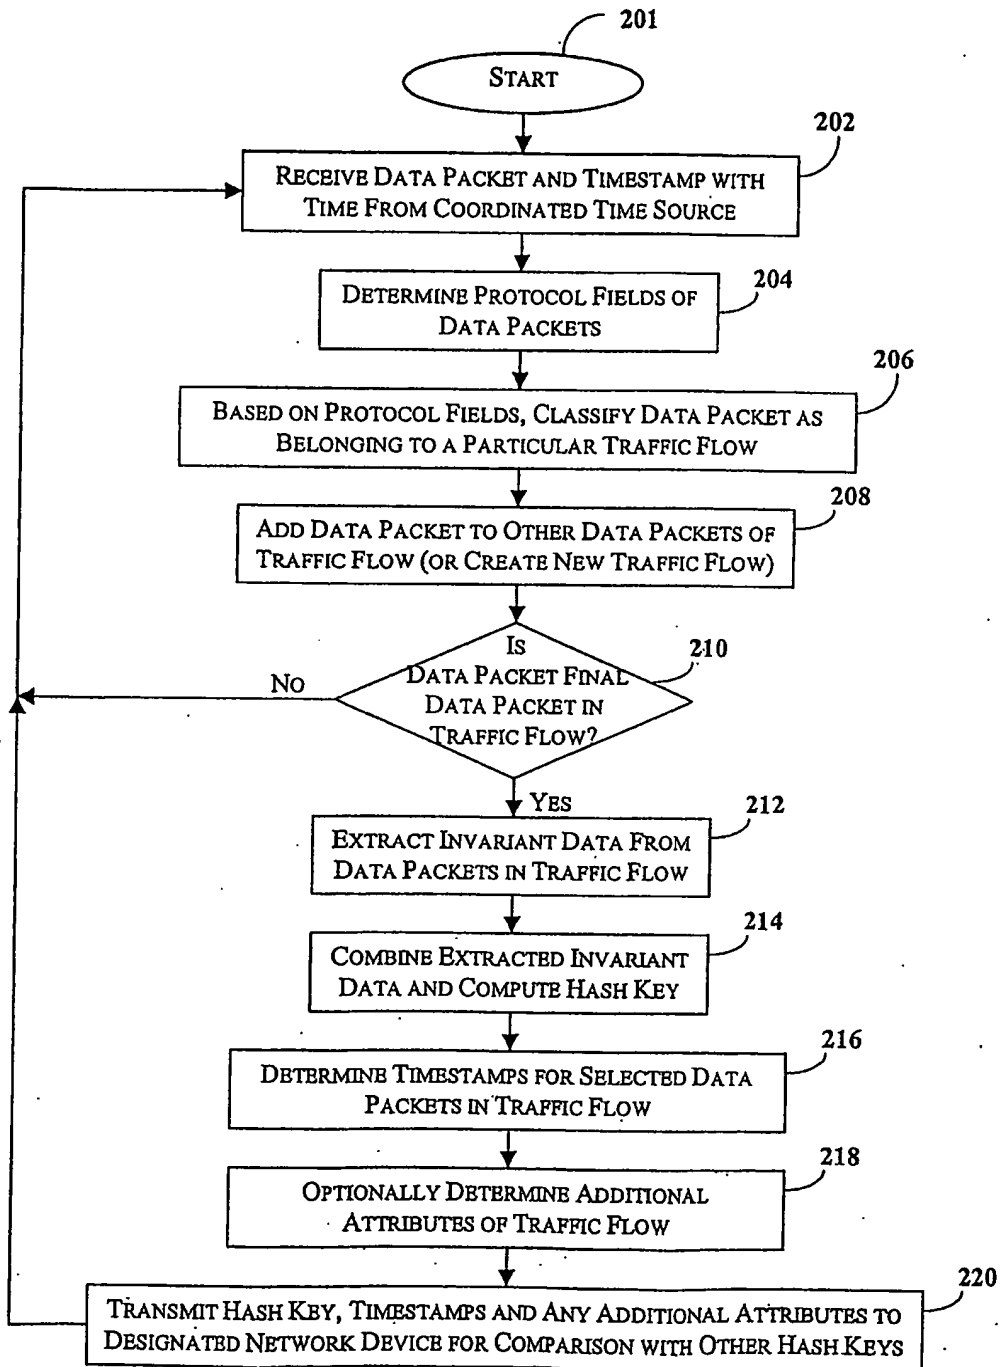 201
START
202
RECEIVE DATA PACKET AND TIMESTAMP WITH
TIME FROM COORDINATED TIME SOURCE
204
DETERMINE PROTOCOL FIELDS OF
DATA PACKETS
206
BASED ON PROTOCOL FIELDS, CLASSIFY DATA PACKET AS
BELONGING TO A PARTICULAR TRAFFIC FLOW
208
ADD DATA PACKET TO OTHER DATA PACKETS OF
TRAFFIC FLOW (OR CREATE NEW TRAFFIC FLOW)
210
IS
DATA PACKET FINAL
DATA PACKET IN
TRAFFIC FLOW?
NO
YES
212
EXTRACT INVARIANT DATA FROM
DATA PACKETS IN TRAFFIC FLOW
214
COMBINE EXTRACTED INVARIANT
DATA AND COMPUTE HASH KEY
216
DETERMINE TIMESTAMPS FOR SELECTED DATA
PACKETS IN TRAFFIC FLOW
218
OPTIONALLY DETERMINE ADDITIONAL
ATTRIBUTES OF TRAFFIC FLOW
220
TRANSMIT HASH KEY, TIMESTAMPS AND ANY ADDITIONAL ATTRIBUTES TO
DESIGNATED NETWORK DEVICE FOR COMPARISON WITH OTHER HASH KEYS